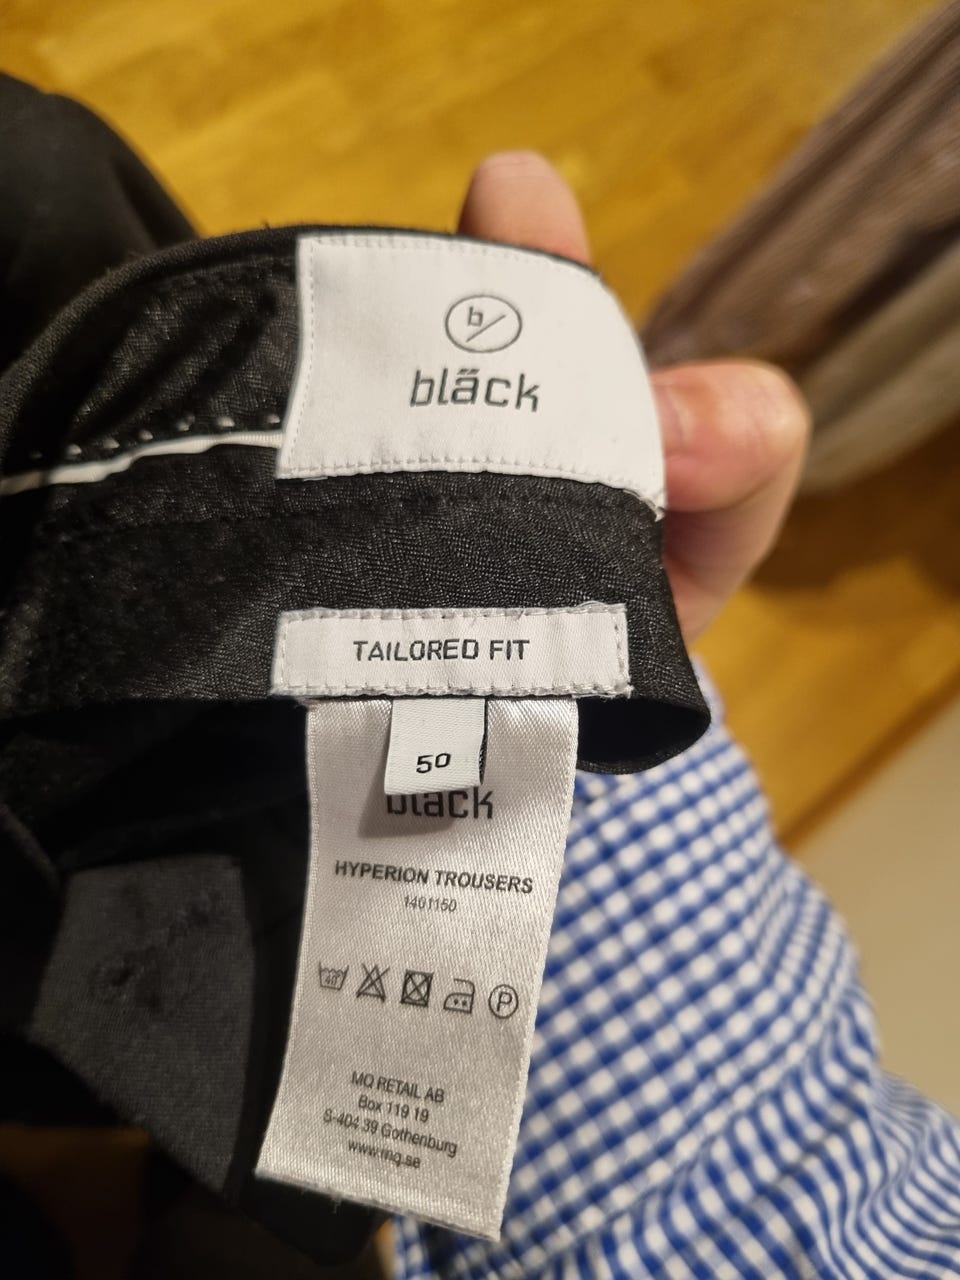 b/
bläck
TAILORED FIT
50
bläck
HYPERION TROUSERS
1401150
40
P
MQ RETAIL AB
Box 119 19
S-404 39 Gothenburg
www.mq.se